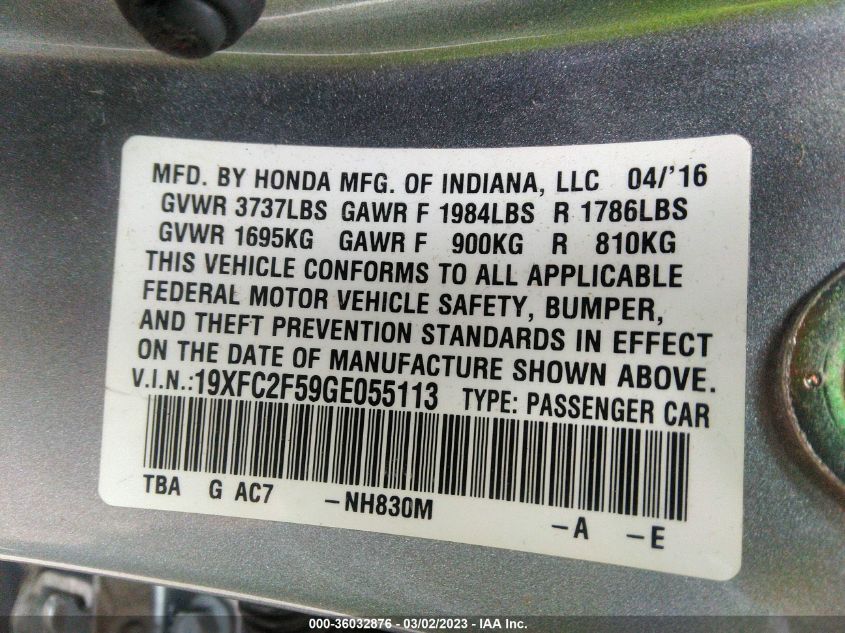 MFD. BY HONDA MFG. OF INDIANA, LLC 04/'16
GVWR 3737LBS GAWR F 1984LBS R 1786LBS
GVWR 1695KG GAWR F 900KG R 810KG
THIS VEHICLE CONFORMS TO ALL APPLICABLE
FEDERAL MOTOR VEHICLE SAFETY, BUMPER,
AND THEFT PREVENTION STANDARDS IN EFFECT
ON THE DATE OF MANUFACTURE SHOWN ABOVE.
V.I.N.:19XFC2F59GE055113 TYPE: PASSENGER CAR
TBA G AC7 -NH830M -A -E
000-36032876 - 03/02/2023 - IAA Inc.